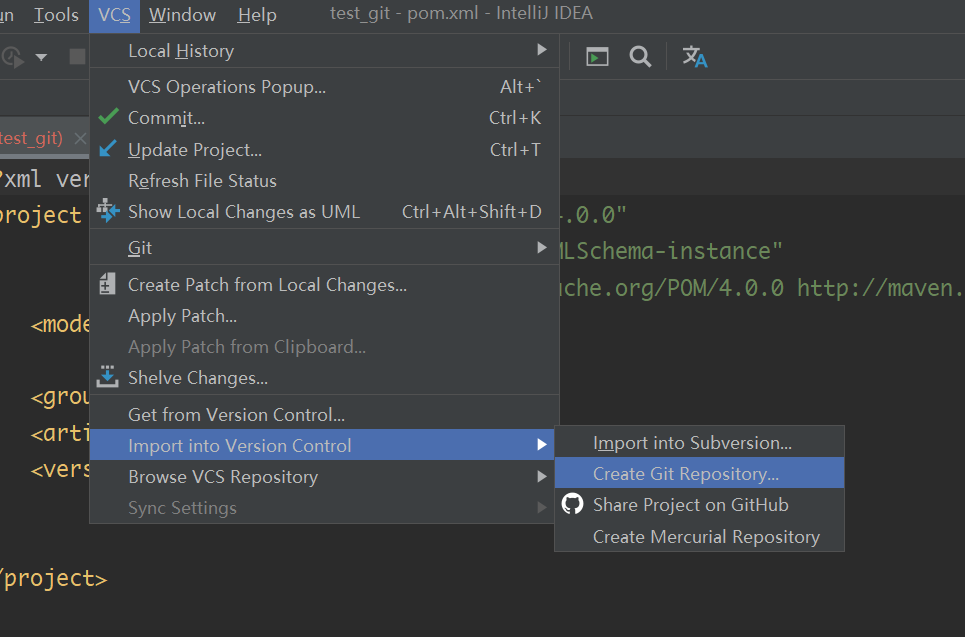 Tools VCS Window Help test_git - pom.xml - IntelliJ IDEA
Local History
VCS Operations Popup... Alt+`
test_git) Commit... Ctrl+K
Update Project... Ctrl+T
?xml ver Refresh File Status
project Show Local Changes as UML Ctrl+Alt+Shift+D 4.0.0"
Git MLSchema-instance"
Create Patch from Local Changes... ache.org/POM/4.0.0 http://maven.
Apply Patch...
<mode Apply Patch from Clipboard...
Shelve Changes...
<grou Get from Version Control...
<arti Import into Version Control
<vers Browse VCS Repository
Sync Settings
Import into Subversion...
Create Git Repository...
Share Project on GitHub
Create Mercurial Repository
/project>